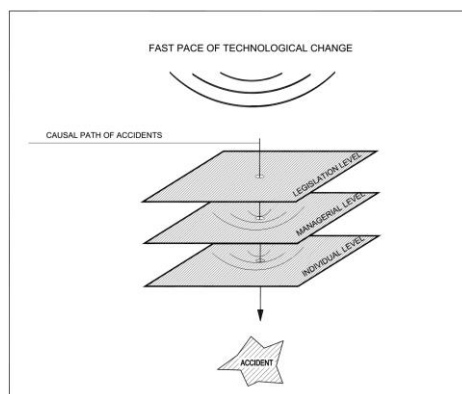 FAST PACE OF TECHNOLOGICAL CHANGE
CAUSAL PATH OF ACCIDENTS
LEGISLATION LEVEL
MANAGERIAL LEVEL
INDIVIDUAL LEVEL
ACCIDENT